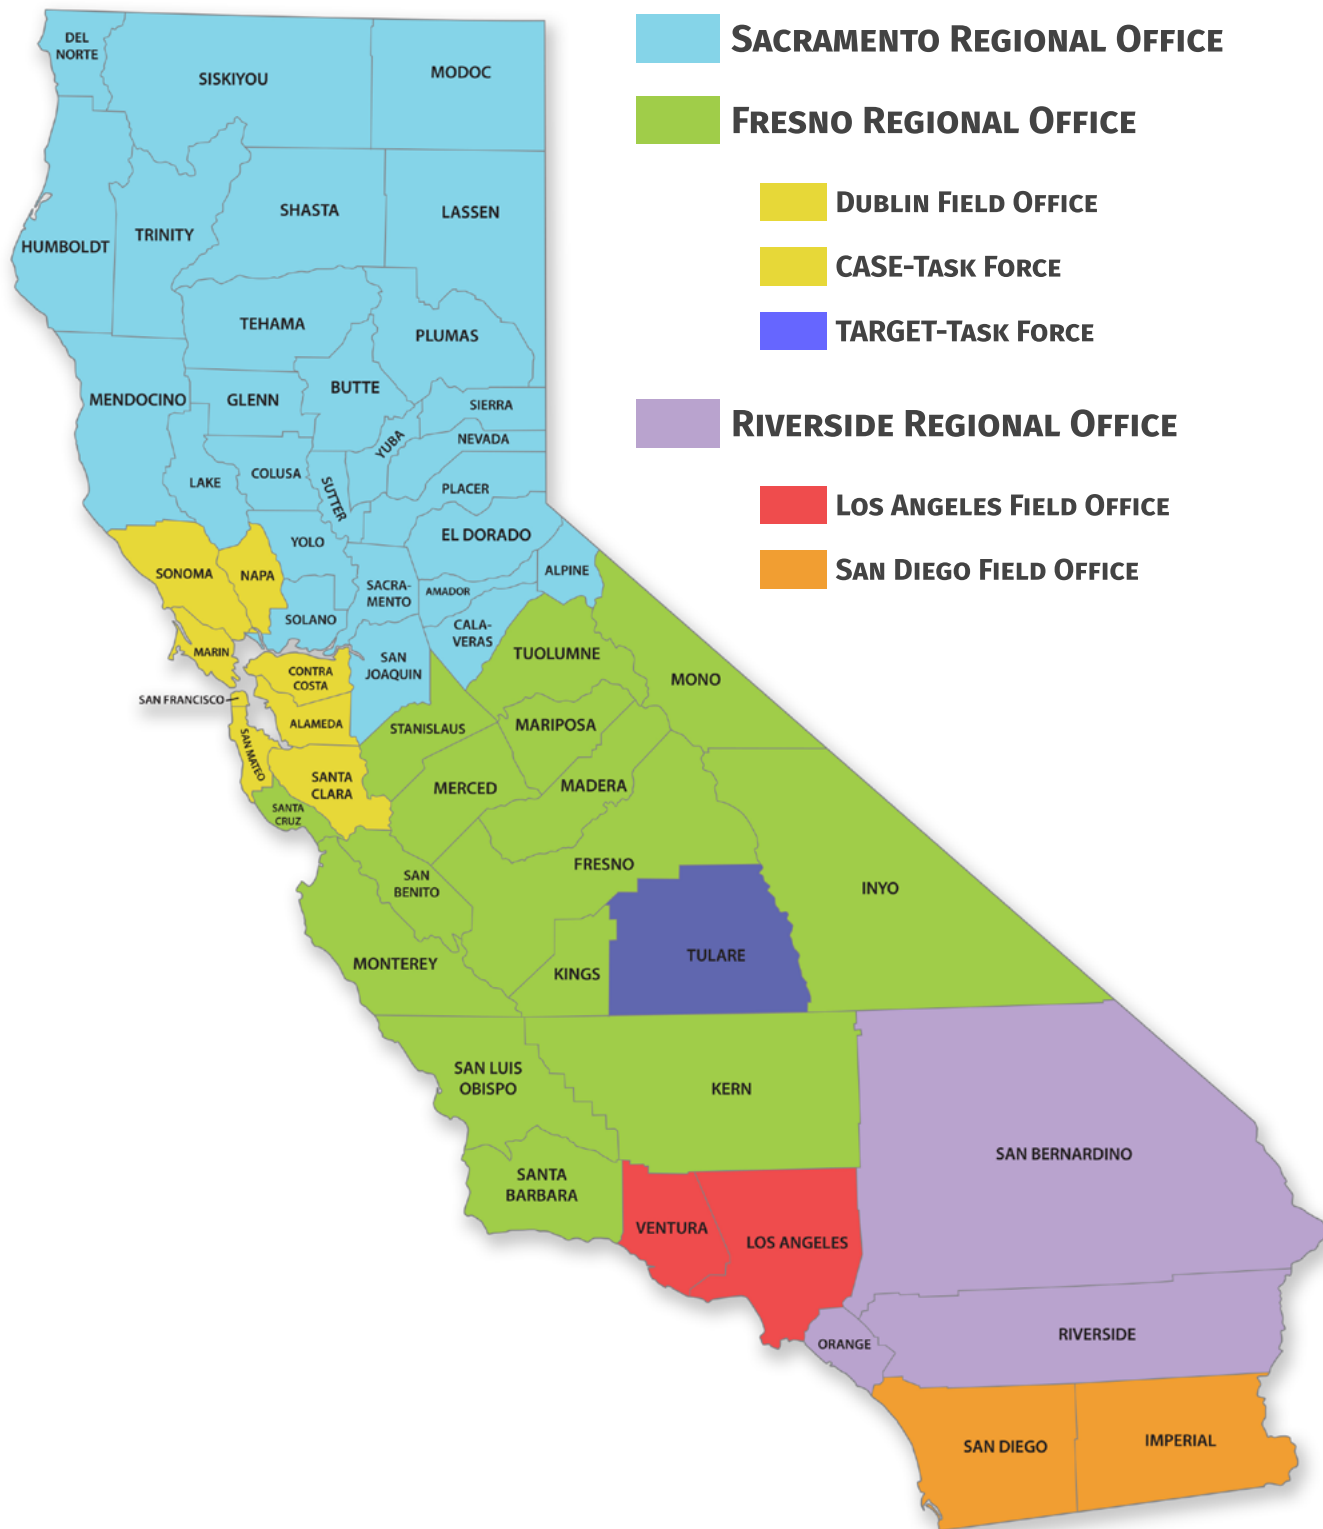 Sacramento Regional Office
Fresno Regional Office
Dublin Field Office
CASE-Task Force
TARGET-Task Force
Riverside Regional Office
Los Angeles Field Office
San Diego Field Office
DEL
NORTE
SISKIYOU
MODOC
HUMBOLDT
TRINITY
SHASTA
LASSEN
TEHAMA
PLUMAS
MENDOCINO
GLENN
BUTTE
SIERRA
YUBA
NEVADA
LAKE
COLUSA
SUTTER
PLACER
YOLO
EL DORADO
SONOMA
NAPA
SACRA-
MENTO
AMADOR
ALPINE
SOLANO
CALA-
VERAS
MARIN
CONTRA
COSTA
SAN
JOAQUIN
TUOLUMNE
MONO
SAN FRANCISCO
ALAMEDA
STANISLAUS
MARIPOSA
SAN MATEO
SANTA
CLARA
MERCED
MADERA
SANTA
CRUZ
FRESNO
SAN
BENITO
INYO
MONTEREY
KINGS
TULARE
SAN LUIS
OBISPO
KERN
SAN BERNARDINO
SANTA
BARBARA
VENTURA
LOS ANGELES
ORANGE
RIVERSIDE
SAN DIEGO
IMPERIAL